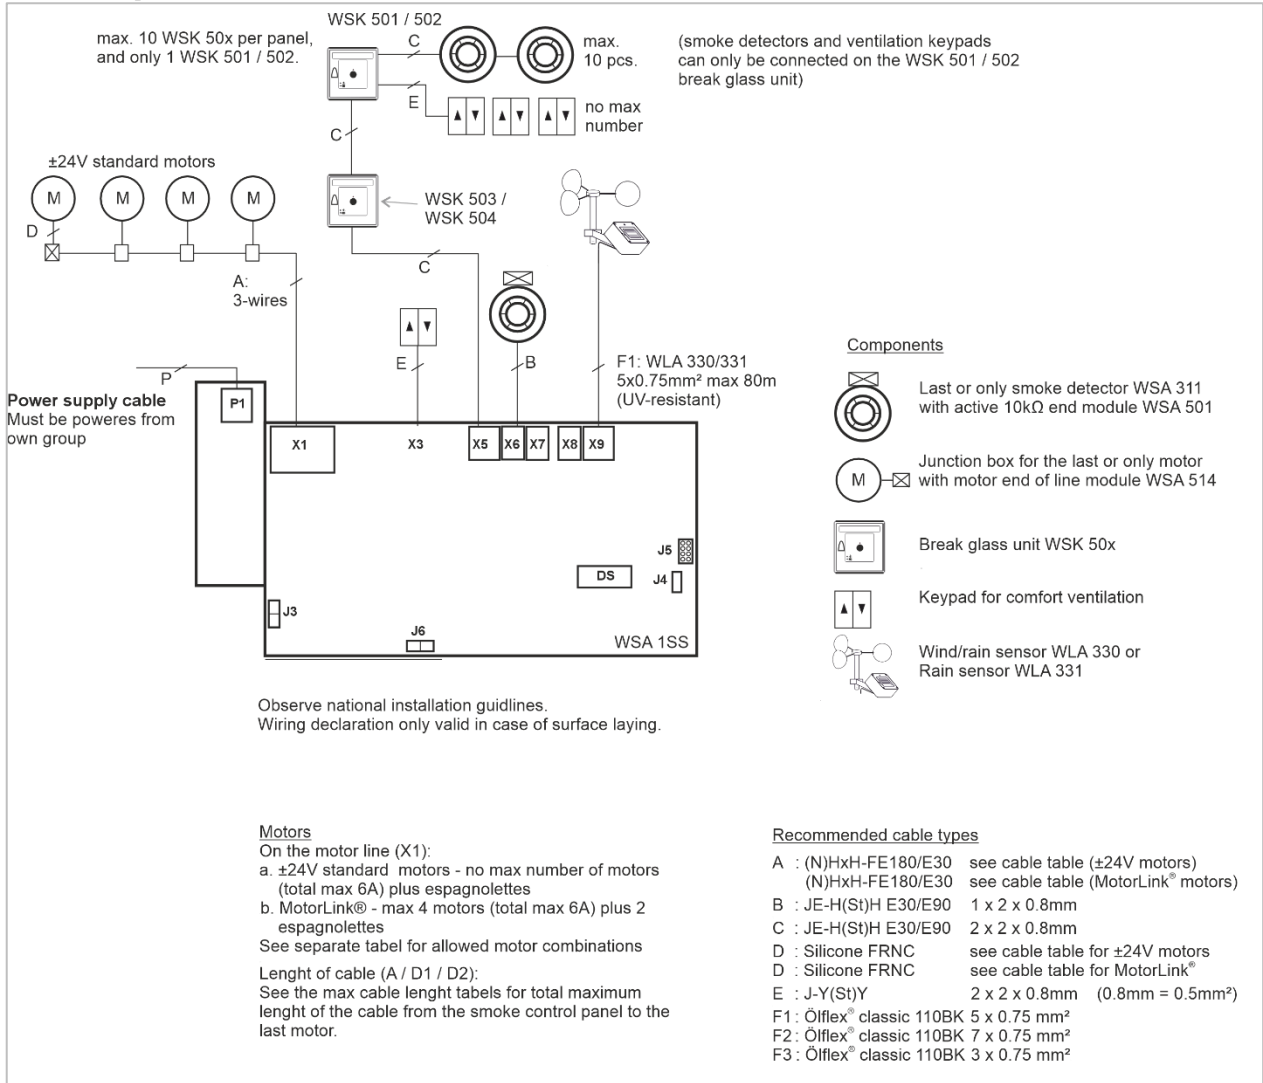 WSK 501 / 502
max. 10 WSK 50x per panel,
and only 1 WSK 501 / 502.
C
max.
10 pcs.
(smoke detectors and ventilation keypads
can only be connected on the WSK 501 / 502
break glass unit)
E
no max
number
C
±24V standard motors
M
M
M
M
WSK 503 /
WSK 504
D
C
A:
3-wires
E
B
F1: WLA 330/331
5x0.75mm² max 80m
(UV-resistant)
P
Power supply cable
Must be poweres from
own group
P1
X1
X3
X5
X6
X7
X8
X9
J5
DS
J4
J3
J6
WSA 1SS
Components
Last or only smoke detector WSA 311
with active 10kΩ end module WSA 501
M
Junction box for the last or only motor
with motor end of line module WSA 514
Break glass unit WSK 50x
Keypad for comfort ventilation
Wind/rain sensor WLA 330 or
Rain sensor WLA 331
Observe national installation guidlines.
Wiring declaration only valid in case of surface laying.
Motors
On the motor line (X1):
a. ±24V standard motors - no max number of motors
(total max 6A) plus espagnolettes
b. MotorLink® - max 4 motors (total max 6A) plus 2
espagnolettes
See separate tabel for allowed motor combinations
Lenght of cable (A / D1 / D2):
See the max cable lenght tabels for total maximum
lenght of the cable from the smoke control panel to the
last motor.
Recommended cable types
A : (N)HxH-FE180/E30 see cable table (±24V motors)
(N)HxH-FE180/E30 see cable table (MotorLink® motors)
B : JE-H(St)H E30/E90 1 x 2 x 0.8mm
C : JE-H(St)H E30/E90 2 x 2 x 0.8mm
D : Silicone FRNC see cable table for ±24V motors
D : Silicone FRNC see cable table for MotorLink®
E : J-Y(St)Y 2 x 2 x 0.8mm (0.8mm = 0.5mm²)
F1: Ölflex® classic 110BK 5 x 0.75 mm²
F2: Ölflex® classic 110BK 7 x 0.75 mm²
F3: Ölflex® classic 110BK 3 x 0.75 mm²